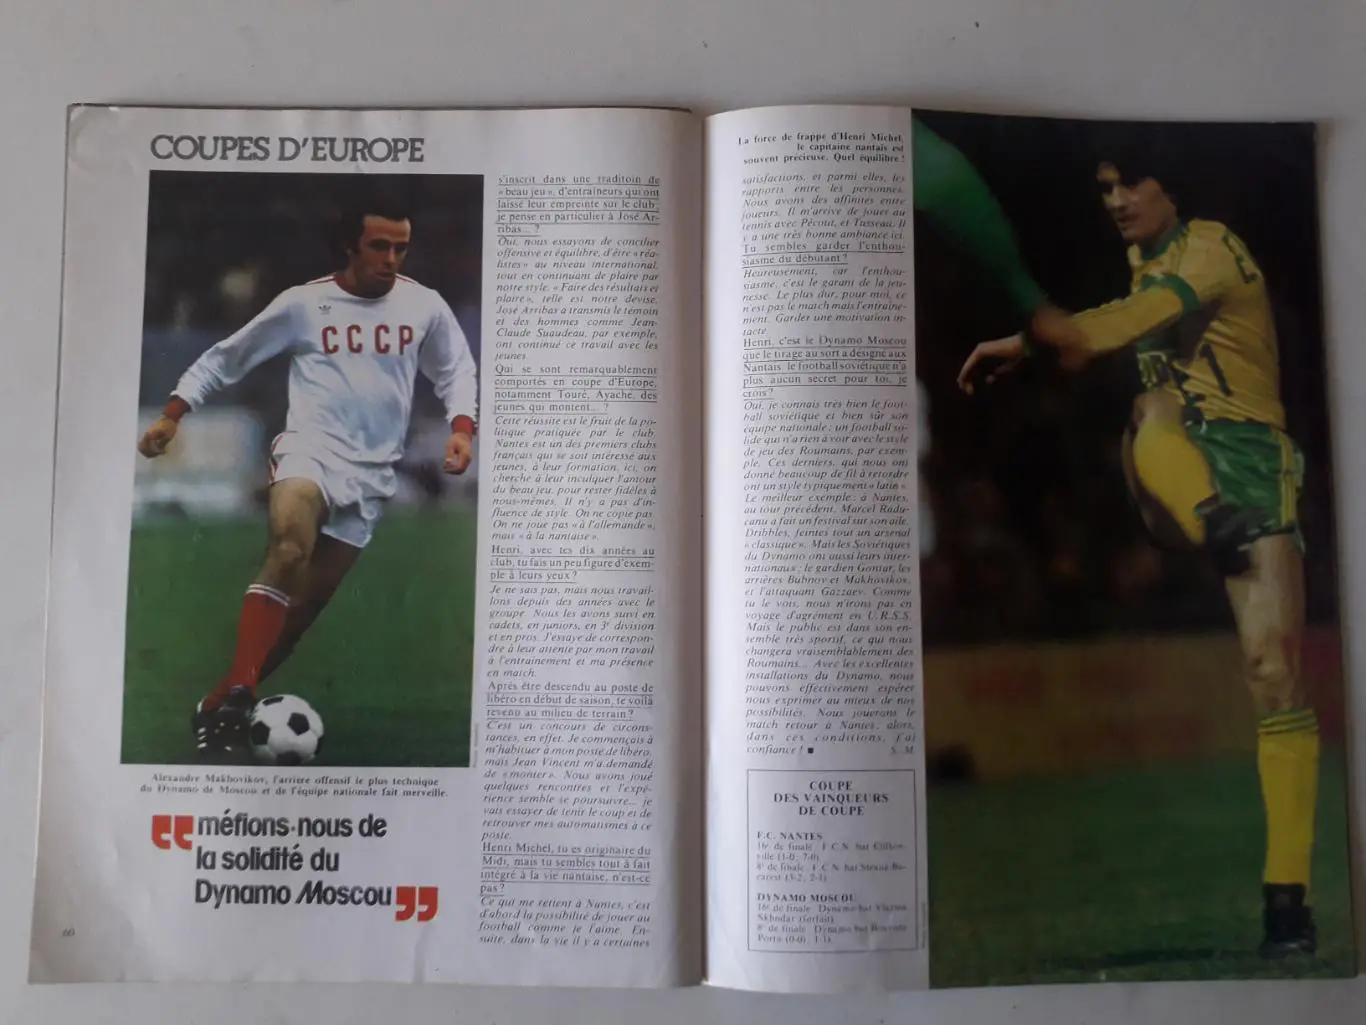 COUPES D'EUROPE
CCCP
Alexandre Makhovikov, l'arrière offensif le plus technique
du Dynamo de Moscou et de l'équipe nationale fait merveille.
méfions-nous de
la solidité du
Dynamo Moscou
60
s'inscrit dans une traditoin de
« beau jeu », d'entraîneurs qui ont
laissé leur empreinte sur le club,
je pense en particulier à José Ar-
ribas... ?
Oui, nous essayons de concilier
offensive et équilibre, d'être « réa-
listes » au niveau international,
tout en continuant de plaire par
notre style. « Faire des résultats et
plaire », telle est notre devise.
José Arribas a transmis le témoin
et des hommes comme Jean-
Claude Suaudeau, par exemple,
ont continué ce travail avec les
jeunes.
Qui se sont remarquablement
comportés en coupe d'Europe,
notamment Touré, Ayache, des
jeunes qui montent... ?
Cette réussite est le fruit de la po-
litique pratiquée par le club.
Nantes est un des premiers clubs
français qui se soit intéressé aux
jeunes, à leur formation, ici, on
cherche à leur inculquer l'amour
du beau jeu, pour rester fidèles à
nous-mêmes. Il n'y a pas d'in-
fluence de style. On ne copie pas.
On ne joue pas « à l'allemande »,
mais « à la nantaise ».
Henri, avec tes dix années au
club, tu fais un peu figure d'exem-
ple à leurs yeux ?
Je ne sais pas, mais nous travail-
lons depuis des années avec le
groupe. Nous les avons suivi en
cadets, en juniors, en 3e division
et en pros. J'essaye de correspon-
dre à leur attente par mon travail
à l'entraînement et ma présence
en match.
Après être descendu au poste de
libéro en début de saison, te voilà
revenu au milieu de terrain ?
C'est un concours de circons-
tances, en effet. Je commençais à
m'habituer à mon poste de libéro,
mais Jean Vincent m'a demandé
de « monter ». Nous avons joué
quelques rencontres et l'expé-
rience semble se poursuivre... je
vais essayer de tenir le coup et de
retrouver mes automatismes à ce
poste.
Henri Michel, tu es originaire du
Midi, mais tu sembles tout à fait
intégré à la vie nantaise, n'est-ce
pas ?
Ce qui me retient à Nantes, c'est
d'abord la possibilité de jouer au
football comme je l'aime. En-
suite, dans la vie il y a certaines
La force de frappe d'Henri Michel,
le capitaine nantais est
souvent précieuse. Quel équilibre !
satisfactions, et parmi elles, les
rapports entre les personnes.
Nous avons des affinités entre
joueurs. Il m'arrive de jouer au
tennis avec Pécout, et Tusseau. Il
y a une très bonne ambiance ici.
Tu sembles garder l'enthou-
siasme du débutant ?
Heureusement, car l'enthou-
siasme, c'est le garant de la jeu-
nesse. Le plus dur, pour moi, ce
n'est pas le match mais l'entraîne-
ment. Garder une motivation in-
tacte.
Henri, c'est le Dynamo Moscou
que le tirage au sort a désigné aux
Nantais, le football soviétique n'a
plus aucun secret pour toi, je
crois ?
Oui, je connais très bien le foot-
ball soviétique et bien sûr son
équipe nationale : un football so-
lide qui n'a rien à voir avec le style
de jeu des Roumains, par exem-
ple. Ces derniers, qui nous ont
donné beaucoup de fil à retordre
ont un style typiquement « latin ».
Le meilleur exemple : à Nantes,
au tour précédent, Marcel Radu-
canu a fait un festival sur son aile.
Dribbles, feintes tout un arsenal
« classique ». Mais les Soviétiques
du Dynamo ont aussi leurs inter-
nationaux : le gardien Gontar, les
arrières Bubnov et Makhovikov,
et l'attaquant Gazzaev. Comme
tu le vois, nous n'irons pas en
voyage d'agrément en U.R.S.S.
Mais le public est dans son en-
semble très sportif, ce qui nous
changera vraisemblablement des
Roumains... Avec les excellentes
installations du Dynamo, nous
pouvons effectivement espérer
nous exprimer au mieux de nos
possibilités. Nous jouerons le
match retour à Nantes, alors,
dans ces conditions, j'ai
confiance ! ■ S. M.
COUPE
DES VAINQUEURS
DE COUPE
F.C. NANTES
16e de finale : F.C.N. bat Clifton-
ville (1-0; 7-0)
8e de finale : F.C.N. bat Steaua Bu-
carest (3-2; 2-1)
DYNAMO MOSCOU
16e de finale : Dynamo bat Vlaznia
Skhodar (forfait)
8e de finale : Dynamo bat Boavista
Porto (0-0; 1-1)